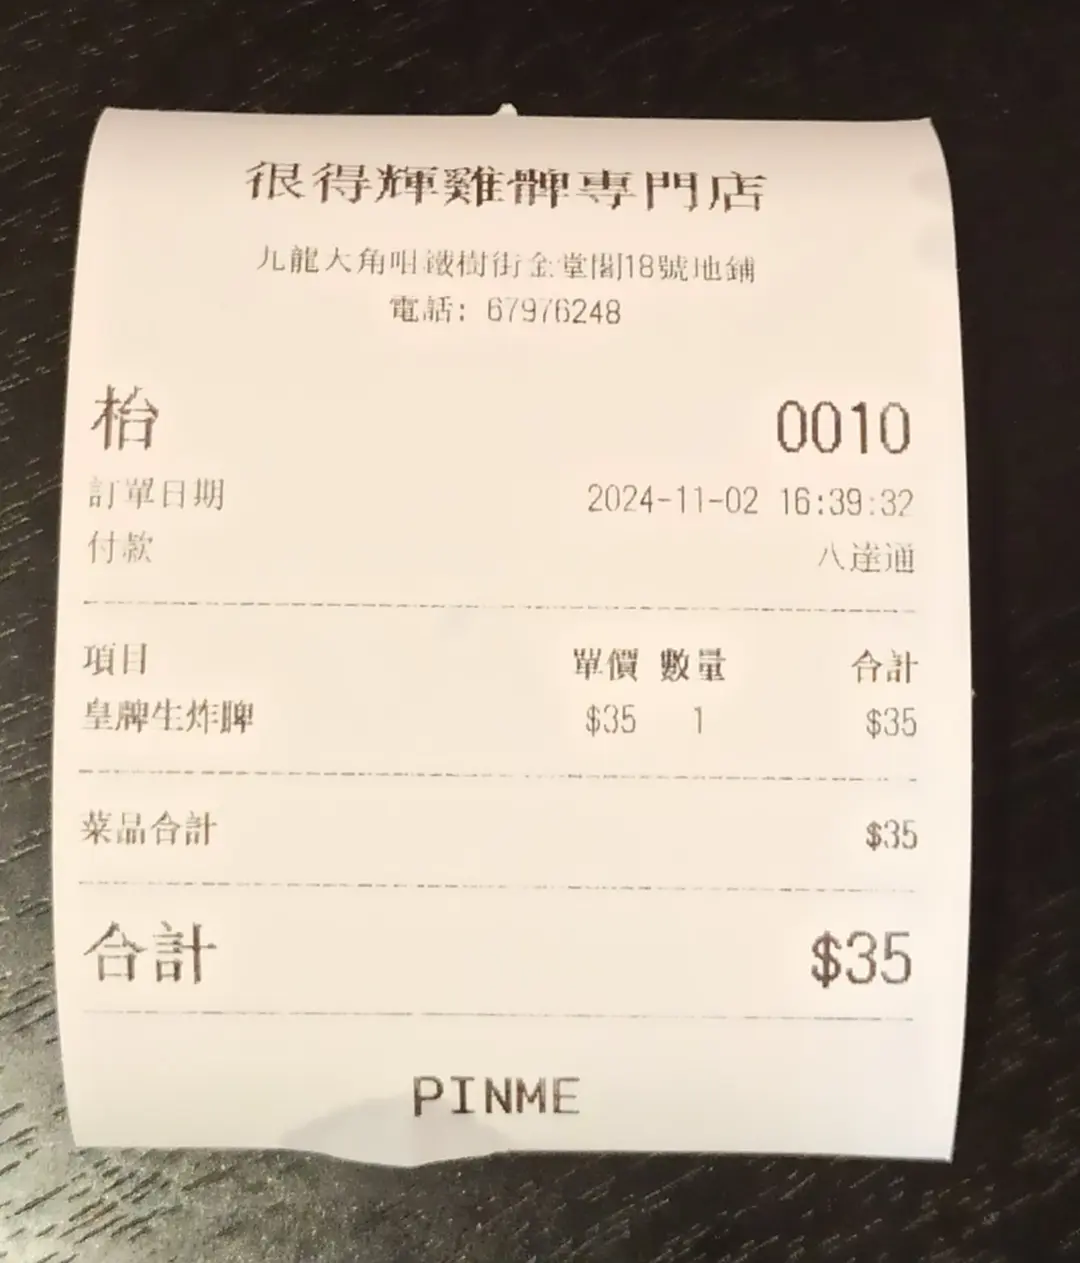 很得輝雞髀專門店
九龍大角咀鐵樹街金堂閣18號地鋪
電話: 67976248
枱 0010
訂單日期 2024-11-02 16:39:32
付款 八達通
項目 單價 數量 合計
皇牌生炸脾 $35 1 $35
菜品合計 $35
合計 $35
PINME